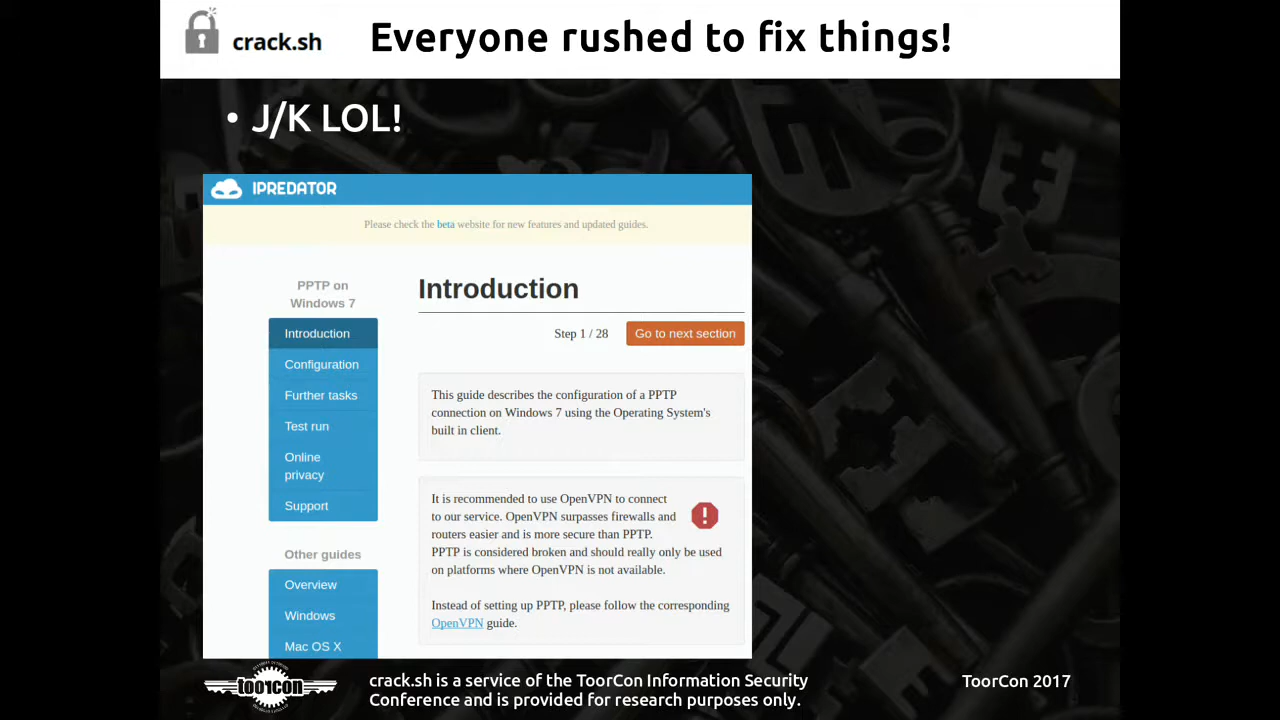 crack.sh
Everyone rushed to fix things!
• J/K LOL!
IPREDATOR
Please check the beta website for new features and updated guides.
PPTP on
Windows 7
Introduction
Configuration
Further tasks
Test run
Online
privacy
Support
Other guides
Overview
Windows
Mac OS X
Introduction
Step 1 / 28
Go to next section
This guide describes the configuration of a PPTP
connection on Windows 7 using the Operating System's
built in client.
It is recommended to use OpenVPN to connect
to our service. OpenVPN surpasses firewalls and
routers easier and is more secure than PPTP.
PPTP is considered broken and should really only be used
on platforms where OpenVPN is not available.
Instead of setting up PPTP, please follow the corresponding
OpenVPN guide.
toorcon
crack.sh is a service of the ToorCon Information Security
Conference and is provided for research purposes only.
ToorCon 2017